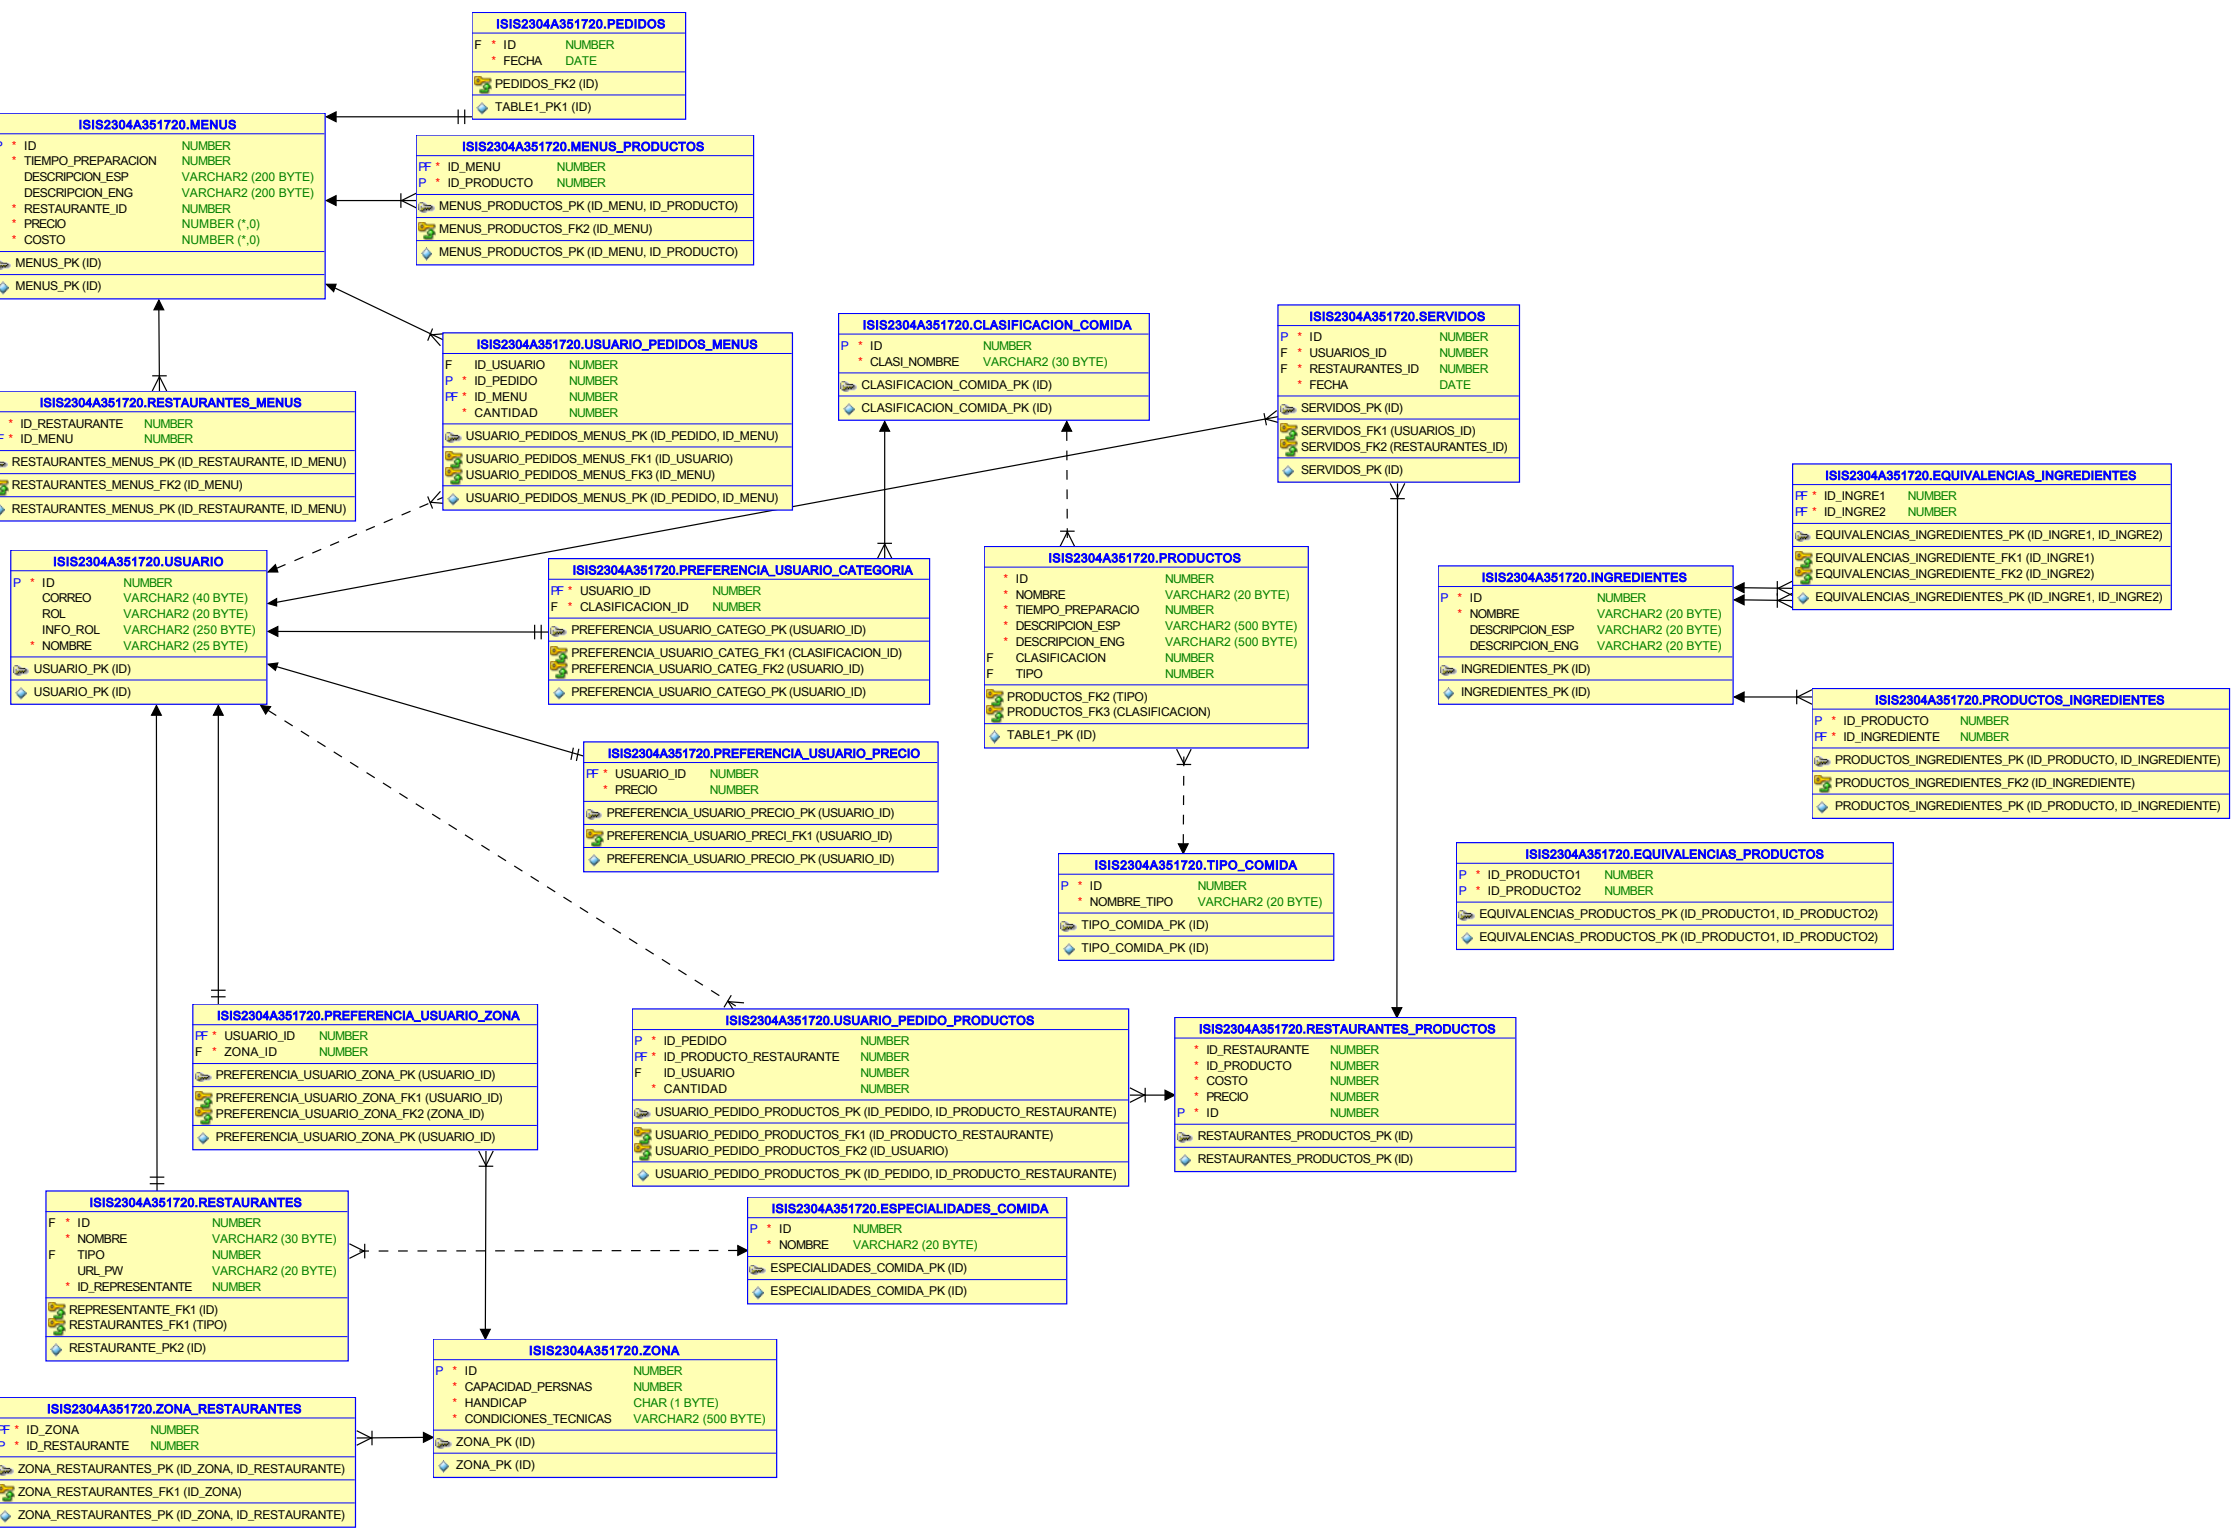 ISIS2304A351720.PEDIDOS
F * ID NUMBER
* FECHA DATE
PEDIDOS_FK2 (ID)
TABLE1_PK1 (ID)
ISIS2304A351720.MENUS
P * ID NUMBER
* TIEMPO_PREPARACION NUMBER
DESCRIPCION_ESP VARCHAR2 (200 BYTE)
DESCRIPCION_ENG VARCHAR2 (200 BYTE)
* RESTAURANTE_ID NUMBER
* PRECIO NUMBER (*,0)
* COSTO NUMBER (*,0)
MENUS_PK (ID)
MENUS_PK (ID)
ISIS2304A351720.MENUS_PRODUCTOS
PF * ID_MENU NUMBER
P * ID_PRODUCTO NUMBER
MENUS_PRODUCTOS_PK (ID_MENU, ID_PRODUCTO)
MENUS_PRODUCTOS_FK2 (ID_MENU)
MENUS_PRODUCTOS_PK (ID_MENU, ID_PRODUCTO)
ISIS2304A351720.RESTAURANTES_MENUS
* ID_RESTAURANTE NUMBER
F * ID_MENU NUMBER
RESTAURANTES_MENUS_PK (ID_RESTAURANTE, ID_MENU)
RESTAURANTES_MENUS_FK2 (ID_MENU)
RESTAURANTES_MENUS_PK (ID_RESTAURANTE, ID_MENU)
ISIS2304A351720.USUARIO_PEDIDOS_MENUS
F ID_USUARIO NUMBER
P * ID_PEDIDO NUMBER
PF * ID_MENU NUMBER
* CANTIDAD NUMBER
USUARIO_PEDIDOS_MENUS_PK (ID_PEDIDO, ID_MENU)
USUARIO_PEDIDOS_MENUS_FK1 (ID_USUARIO)
USUARIO_PEDIDOS_MENUS_FK3 (ID_MENU)
USUARIO_PEDIDOS_MENUS_PK (ID_PEDIDO, ID_MENU)
ISIS2304A351720.CLASIFICACION_COMIDA
P * ID NUMBER
* CLASI_NOMBRE VARCHAR2 (30 BYTE)
CLASIFICACION_COMIDA_PK (ID)
CLASIFICACION_COMIDA_PK (ID)
ISIS2304A351720.SERVIDOS
P * ID NUMBER
F * USUARIOS_ID NUMBER
F * RESTAURANTES_ID NUMBER
* FECHA DATE
SERVIDOS_PK (ID)
SERVIDOS_FK1 (USUARIOS_ID)
SERVIDOS_FK2 (RESTAURANTES_ID)
SERVIDOS_PK (ID)
ISIS2304A351720.EQUIVALENCIAS_INGREDIENTES
PF * ID_INGRE1 NUMBER
PF * ID_INGRE2 NUMBER
EQUIVALENCIAS_INGREDIENTES_PK (ID_INGRE1, ID_INGRE2)
EQUIVALENCIAS_INGREDIENTE_FK1 (ID_INGRE1)
EQUIVALENCIAS_INGREDIENTE_FK2 (ID_INGRE2)
EQUIVALENCIAS_INGREDIENTES_PK (ID_INGRE1, ID_INGRE2)
ISIS2304A351720.USUARIO
P * ID NUMBER
CORREO VARCHAR2 (40 BYTE)
ROL VARCHAR2 (20 BYTE)
INFO_ROL VARCHAR2 (250 BYTE)
* NOMBRE VARCHAR2 (25 BYTE)
USUARIO_PK (ID)
USUARIO_PK (ID)
ISIS2304A351720.PREFERENCIA_USUARIO_CATEGORIA
PF * USUARIO_ID NUMBER
F * CLASIFICACION_ID NUMBER
PREFERENCIA_USUARIO_CATEGO_PK (USUARIO_ID)
PREFERENCIA_USUARIO_CATEG_FK1 (CLASIFICACION_ID)
PREFERENCIA_USUARIO_CATEG_FK2 (USUARIO_ID)
PREFERENCIA_USUARIO_CATEGO_PK (USUARIO_ID)
ISIS2304A351720.PRODUCTOS
* ID NUMBER
* NOMBRE VARCHAR2 (20 BYTE)
* TIEMPO_PREPARACIO NUMBER
* DESCRIPCION_ESP VARCHAR2 (500 BYTE)
* DESCRIPCION_ENG VARCHAR2 (500 BYTE)
F CLASIFICACION NUMBER
F TIPO NUMBER
PRODUCTOS_FK2 (TIPO)
PRODUCTOS_FK3 (CLASIFICACION)
TABLE1_PK (ID)
ISIS2304A351720.INGREDIENTES
P * ID NUMBER
* NOMBRE VARCHAR2 (20 BYTE)
DESCRIPCION_ESP VARCHAR2 (20 BYTE)
DESCRIPCION_ENG VARCHAR2 (20 BYTE)
INGREDIENTES_PK (ID)
INGREDIENTES_PK (ID)
ISIS2304A351720.PRODUCTOS_INGREDIENTES
P * ID_PRODUCTO NUMBER
PF * ID_INGREDIENTE NUMBER
PRODUCTOS_INGREDIENTES_PK (ID_PRODUCTO, ID_INGREDIENTE)
PRODUCTOS_INGREDIENTES_FK2 (ID_INGREDIENTE)
PRODUCTOS_INGREDIENTES_PK (ID_PRODUCTO, ID_INGREDIENTE)
ISIS2304A351720.PREFERENCIA_USUARIO_PRECIO
PF * USUARIO_ID NUMBER
* PRECIO NUMBER
PREFERENCIA_USUARIO_PRECIO_PK (USUARIO_ID)
PREFERENCIA_USUARIO_PRECI_FK1 (USUARIO_ID)
PREFERENCIA_USUARIO_PRECIO_PK (USUARIO_ID)
ISIS2304A351720.TIPO_COMIDA
P * ID NUMBER
* NOMBRE_TIPO VARCHAR2 (20 BYTE)
TIPO_COMIDA_PK (ID)
TIPO_COMIDA_PK (ID)
ISIS2304A351720.EQUIVALENCIAS_PRODUCTOS
P * ID_PRODUCTO1 NUMBER
P * ID_PRODUCTO2 NUMBER
EQUIVALENCIAS_PRODUCTOS_PK (ID_PRODUCTO1, ID_PRODUCTO2)
EQUIVALENCIAS_PRODUCTOS_PK (ID_PRODUCTO1, ID_PRODUCTO2)
ISIS2304A351720.PREFERENCIA_USUARIO_ZONA
PF * USUARIO_ID NUMBER
F * ZONA_ID NUMBER
PREFERENCIA_USUARIO_ZONA_PK (USUARIO_ID)
PREFERENCIA_USUARIO_ZONA_FK1 (USUARIO_ID)
PREFERENCIA_USUARIO_ZONA_FK2 (ZONA_ID)
PREFERENCIA_USUARIO_ZONA_PK (USUARIO_ID)
ISIS2304A351720.USUARIO_PEDIDO_PRODUCTOS
P * ID_PEDIDO NUMBER
PF * ID_PRODUCTO_RESTAURANTE NUMBER
F ID_USUARIO NUMBER
* CANTIDAD NUMBER
USUARIO_PEDIDO_PRODUCTOS_PK (ID_PEDIDO, ID_PRODUCTO_RESTAURANTE)
USUARIO_PEDIDO_PRODUCTOS_FK1 (ID_PRODUCTO_RESTAURANTE)
USUARIO_PEDIDO_PRODUCTOS_FK2 (ID_USUARIO)
USUARIO_PEDIDO_PRODUCTOS_PK (ID_PEDIDO, ID_PRODUCTO_RESTAURANTE)
ISIS2304A351720.RESTAURANTES_PRODUCTOS
* ID_RESTAURANTE NUMBER
* ID_PRODUCTO NUMBER
* COSTO NUMBER
* PRECIO NUMBER
P * ID NUMBER
RESTAURANTES_PRODUCTOS_PK (ID)
RESTAURANTES_PRODUCTOS_PK (ID)
ISIS2304A351720.RESTAURANTES
F * ID NUMBER
* NOMBRE VARCHAR2 (30 BYTE)
F TIPO NUMBER
URL_PW VARCHAR2 (20 BYTE)
* ID_REPRESENTANTE NUMBER
REPRESENTANTE_FK1 (ID)
RESTAURANTES_FK1 (TIPO)
RESTAURANTE_PK2 (ID)
ISIS2304A351720.ESPECIALIDADES_COMIDA
P * ID NUMBER
* NOMBRE VARCHAR2 (20 BYTE)
ESPECIALIDADES_COMIDA_PK (ID)
ESPECIALIDADES_COMIDA_PK (ID)
ISIS2304A351720.ZONA
P * ID NUMBER
* CAPACIDAD_PERSNAS NUMBER
* HANDICAP CHAR (1 BYTE)
* CONDICIONES_TECNICAS VARCHAR2 (500 BYTE)
ZONA_PK (ID)
ZONA_PK (ID)
ISIS2304A351720.ZONA_RESTAURANTES
PF * ID_ZONA NUMBER
P * ID_RESTAURANTE NUMBER
ZONA_RESTAURANTES_PK (ID_ZONA, ID_RESTAURANTE)
ZONA_RESTAURANTES_FK1 (ID_ZONA)
ZONA_RESTAURANTES_PK (ID_ZONA, ID_RESTAURANTE)